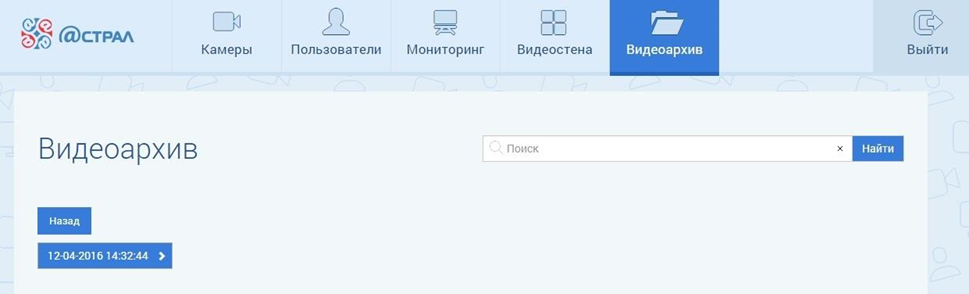 @СТРАЛ
Камеры
Пользователи
Мониторинг
Видеостена
Видеоархив
Выйти
Видеоархив
Поиск
×
Найти
Назад
12-04-2016 14:32:44